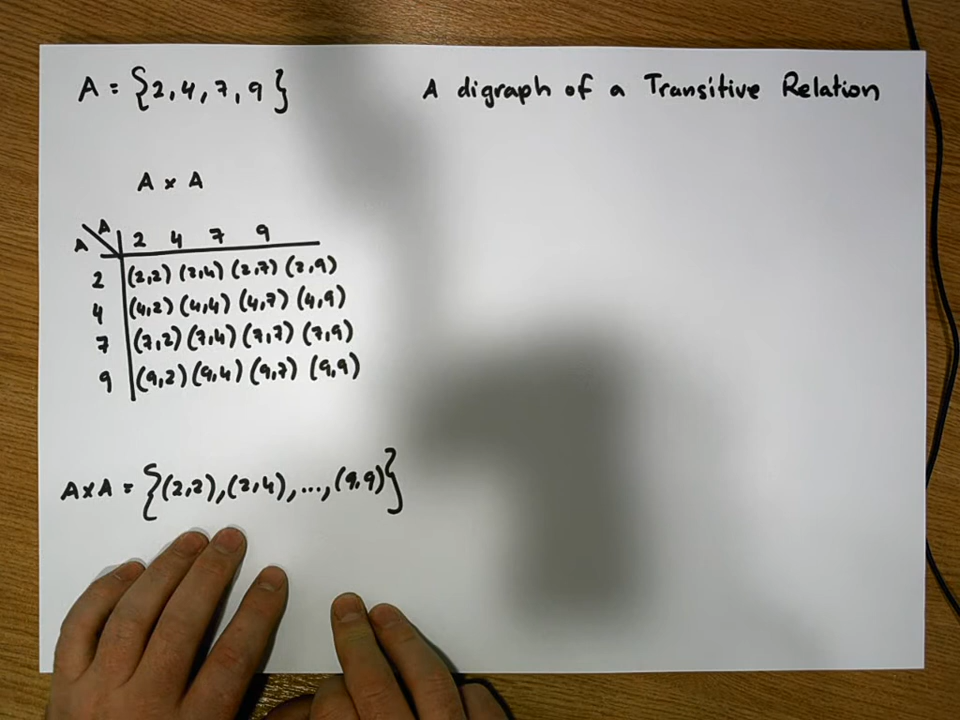 A = {2, 4, 7, 9}
A digraph of a Transitive Relation
A × A
A A 2 4 7 9
2 (2,2) (2,4) (2,7) (2,9)
4 (4,2) (4,4) (4,7) (4,9)
7 (7,2) (7,4) (7,7) (7,9)
9 (9,2) (9,4) (9,7) (9,9)
A×A = {(2,2),(2,4), ..., (9,9)}